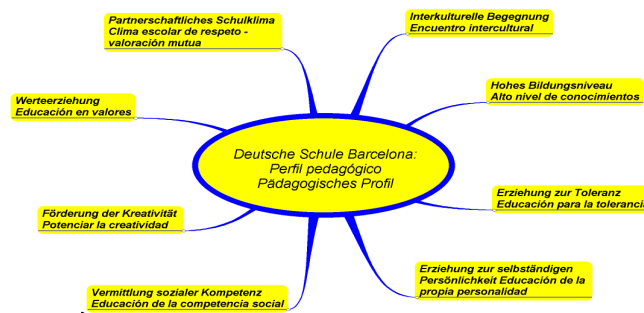 Partnerschaftliches Schulklima
Clima escolar de respeto -
valoración mutua
Interkulturelle Begegnung
Encuentro intercultural
Werteerziehung
Educación en valores
Hohes Bildungsniveau
Alto nivel de conocimientos
Deutsche Schule Barcelona:
Perfil pedagógico
Pädagogisches Profil
Förderung der Kreativität
Potenciar la creatividad
Erziehung zur Toleranz
Educación para la tolerancia
Vermittlung sozialer Kompetenz
Educación de la competencia social
Erziehung zur selbständigen
Persönlichkeit Educación de la
propia personalidad